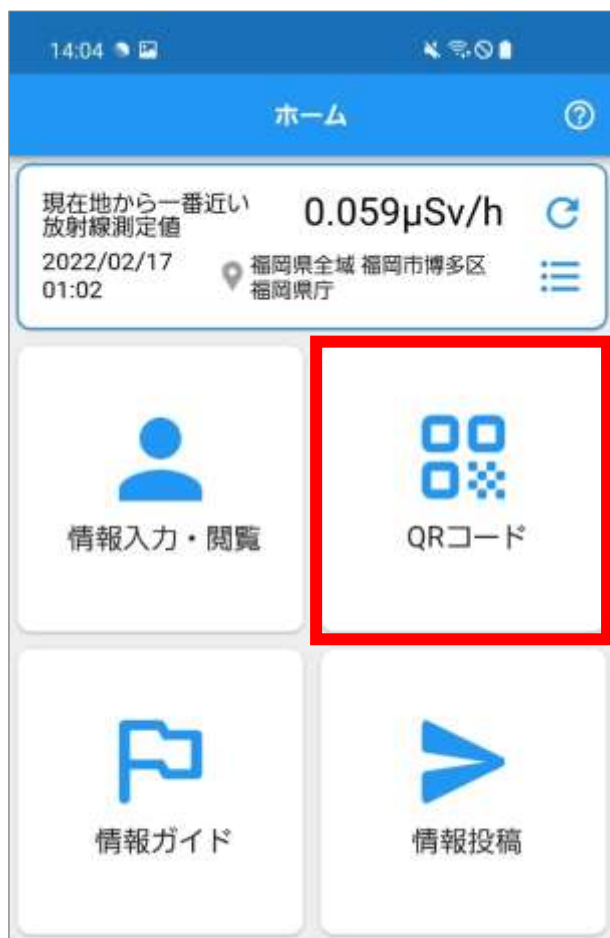 14:04
ホーム
現在地から一番近い
放射線測定値
0.059μSv/h
2022/02/17
01:02
福岡県全域 福岡市博多区
福岡県庁
情報入力・閲覧
QRコード
情報ガイド
情報投稿